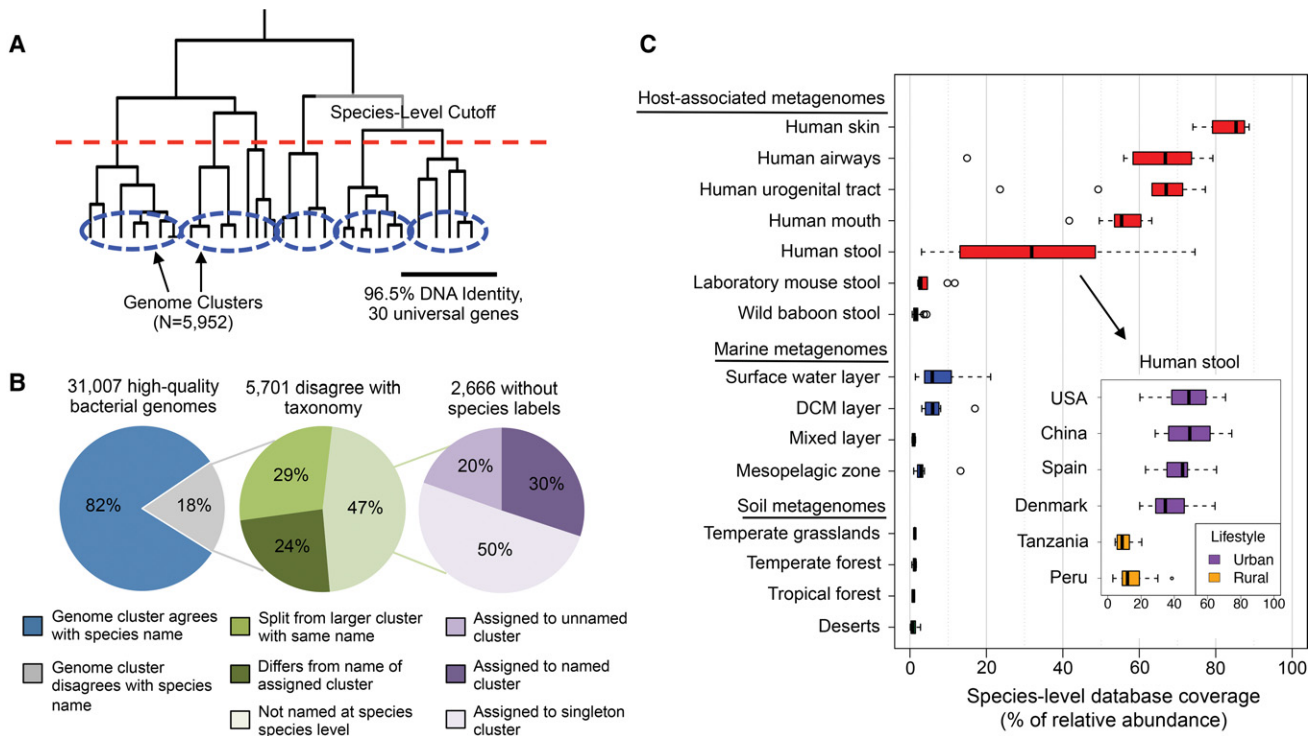 A
Species-Level Cutoff
Genome Clusters
(N=5,952)
96.5% DNA Identity,
30 universal genes
B
31,007 high-quality
bacterial genomes
5,701 disagree with
taxonomy
2,666 without
species labels
82%
18%
29%
47%
24%
20%
30%
50%
Genome cluster agrees
with species name
Genome cluster
disagrees with species
name
Split from larger cluster
with same name
Differs from name of
assigned cluster
Not named at species
species level
Assigned to unnamed
cluster
Assigned to named
cluster
Assigned to singleton
cluster
C
Host-associated metagenomes
Human skin
Human airways
Human urogenital tract
Human mouth
Human stool
Laboratory mouse stool
Wild baboon stool
Marine metagenomes
Surface water layer
DCM layer
Mixed layer
Mesopelagic zone
Soil metagenomes
Temperate grasslands
Temperate forest
Tropical forest
Deserts
0 20 40 60 80 100
Species-level database coverage
(% of relative abundance)
Human stool
USA
China
Spain
Denmark
Tanzania
Peru
Lifestyle
Urban
Rural
0 20 40 60 80 100